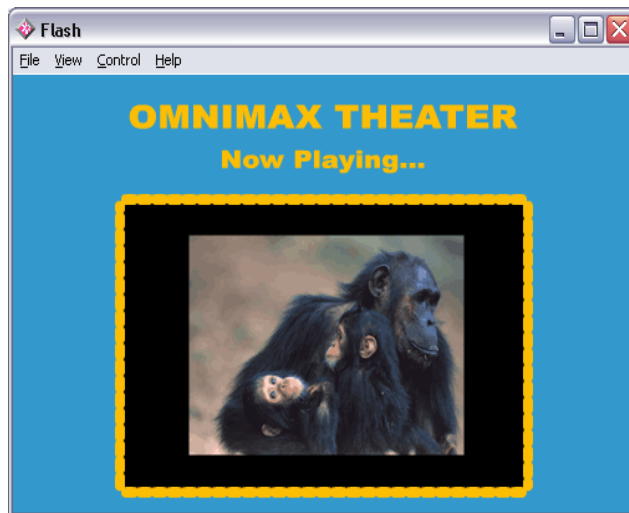 Flash
File View Control Help
OMNIMAX THEATER
Now Playing...